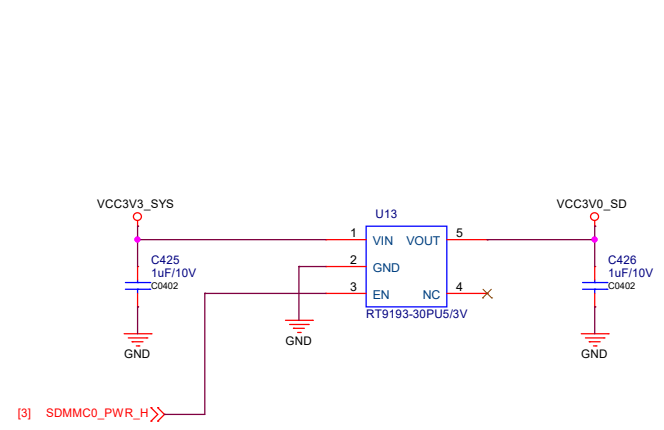 VCC3V3_SYS
VCC3V0_SD
U13
1 VIN VOUT 5
2 GND
3 EN NC 4
RT9193-30PU5/3V
C425
1uF/10V
C0402
C426
1uF/10V
C0402
GND
GND
GND
[3] SDMMC0_PWR_H